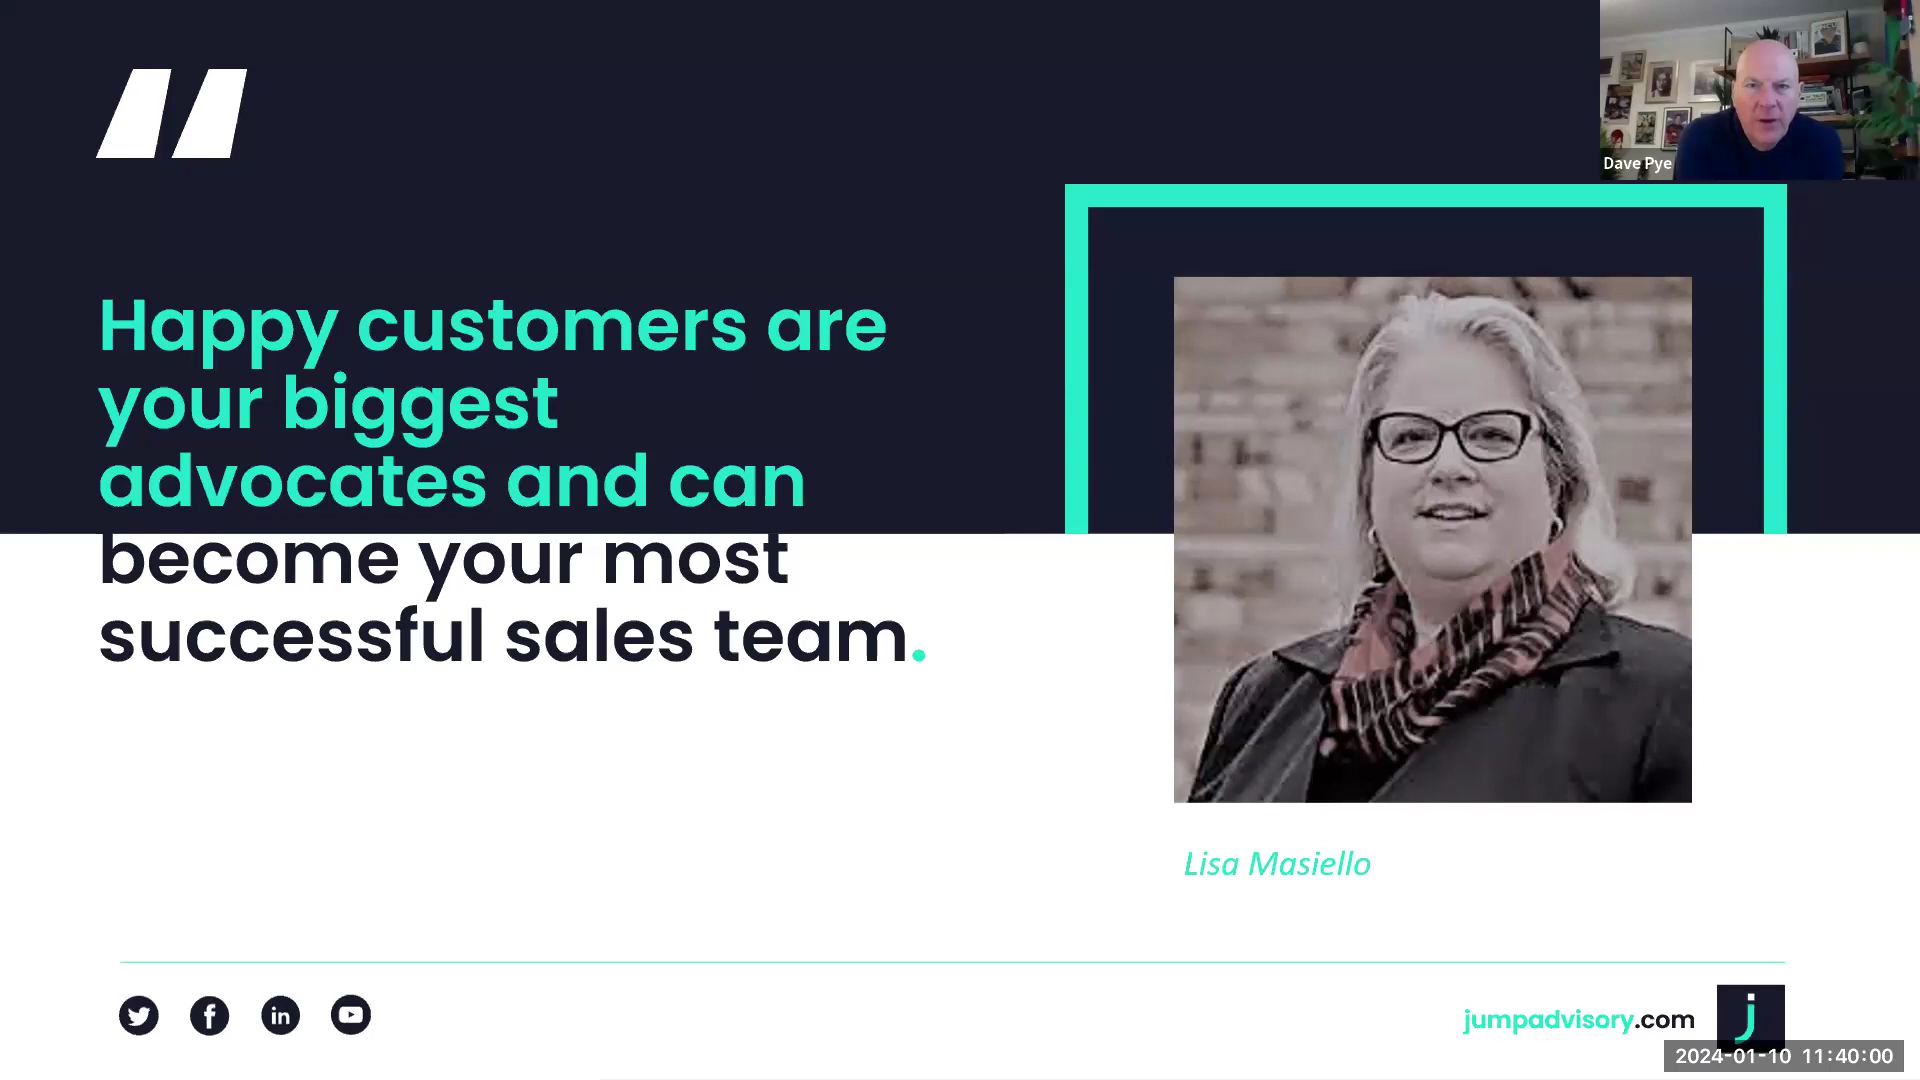 Dave Pye
Happy customers are
your biggest
advocates and can
become your most
successful sales team.
Lisa Masiello
jumpadvisory.com
j
2024-01-10 11:40:00